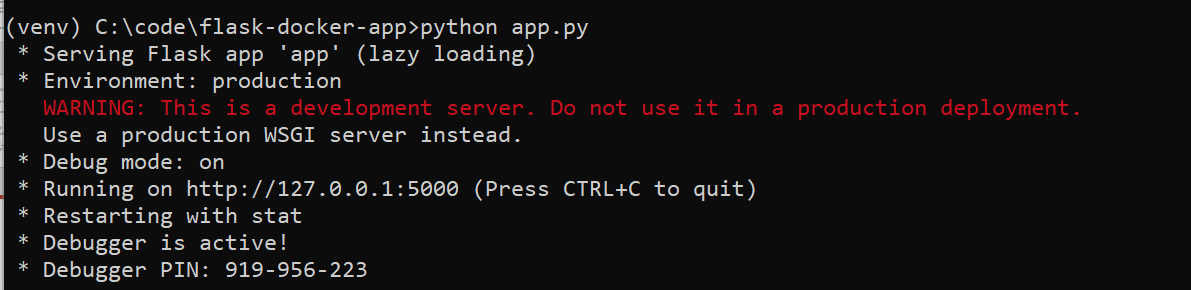 (venv) C:\code\flask-docker-app>python app.py
* Serving Flask app 'app' (lazy loading)
* Environment: production
WARNING: This is a development server. Do not use it in a production deployment.
Use a production WSGI server instead.
* Debug mode: on
* Running on http://127.0.0.1:5000 (Press CTRL+C to quit)
* Restarting with stat
* Debugger is active!
* Debugger PIN: 919-956-223